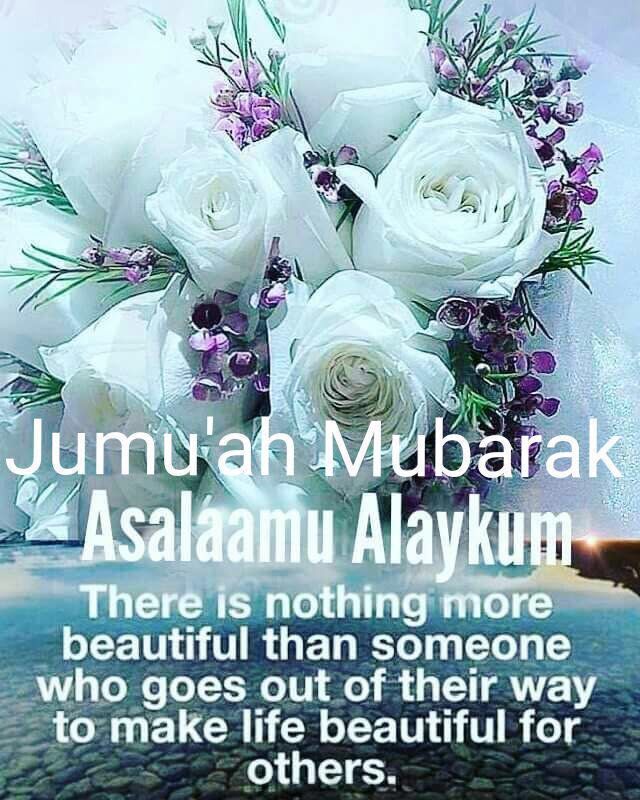 Jumu'ah Mubarak
Asalaamu Alaykum
There is nothing more
beautiful than someone
who goes out of their way
to make life beautiful for
others.